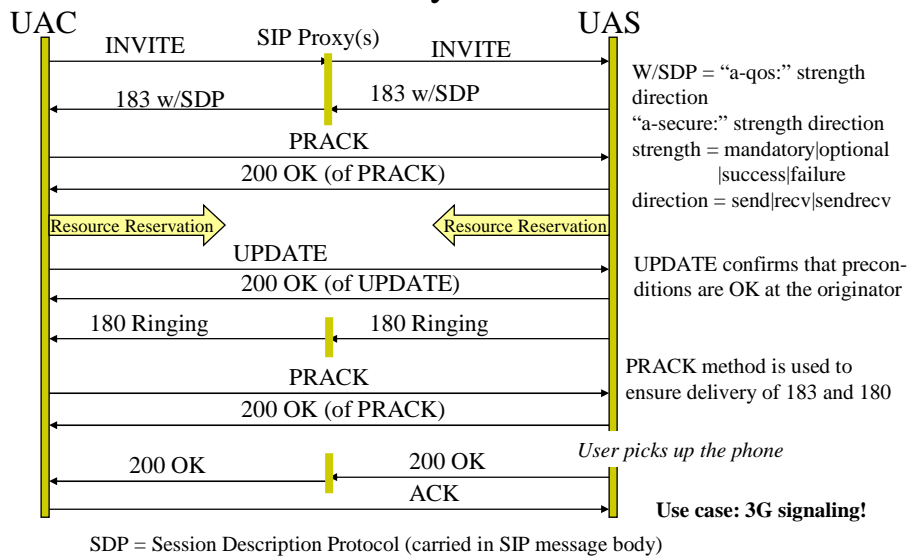 UAC
SIP Proxy(s)
UAS
INVITE
INVITE
W/SDP = “a-qos:” strength
direction
“a-secure:” strength direction
strength = mandatory|optional
|success|failure
direction = send|recv|sendrecv
183 w/SDP
183 w/SDP
PRACK
200 OK (of PRACK)
Resource Reservation
Resource Reservation
UPDATE
200 OK (of UPDATE)
UPDATE confirms that precon-
ditions are OK at the originator
180 Ringing
180 Ringing
PRACK
200 OK (of PRACK)
PRACK method is used to
ensure delivery of 183 and 180
User picks up the phone
200 OK
200 OK
ACK
Use case: 3G signaling!
SDP = Session Description Protocol (carried in SIP message body)